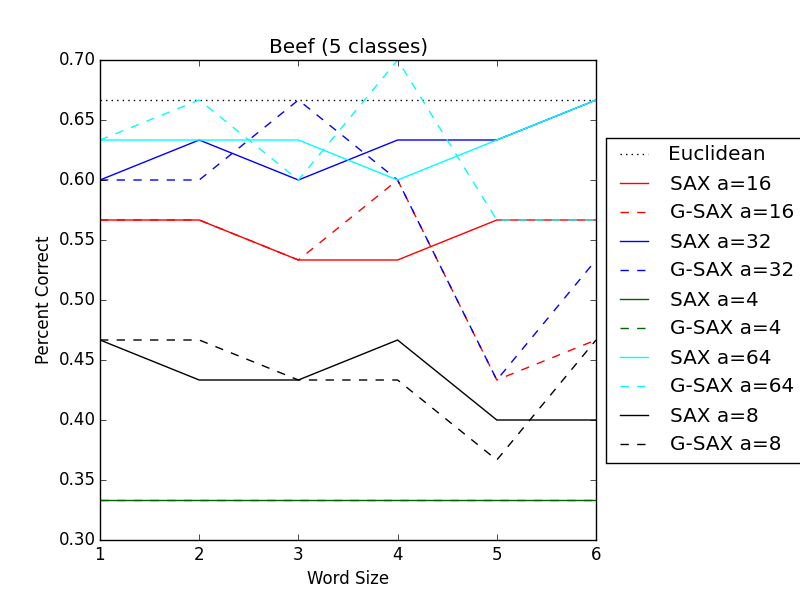 Beef (5 classes)
Percent Correct
0.70
0.65
0.60
0.55
0.50
0.45
0.40
0.35
0.30
1 2 3 4 5 6
Word Size
Euclidean
SAX a=16
G-SAX a=16
SAX a=32
G-SAX a=32
SAX a=4
G-SAX a=4
SAX a=64
G-SAX a=64
SAX a=8
G-SAX a=8